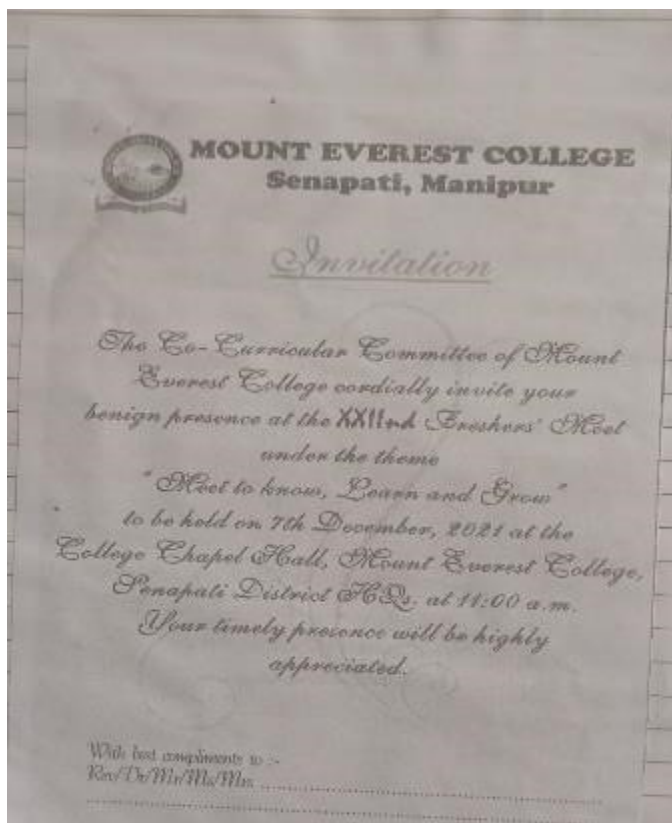 MOUNT EVEREST COLLEGE
Senapati, Manipur
Invitation
The Co-Curricular Committee of Mount
Everest College cordially invite your
benign presence at the XXIInd Freshers' Meet
under the theme
"Meet to know, Learn and Grow"
to be held on 7th December, 2021 at the
College Chapel Hall, Mount Everest College,
Senapati District HQs. at 11:00 a.m.
Your timely presence will be highly
appreciated.
With best compliments to :-
Rev/Dr/Mr/Ms/Mrs ........................................
........................................................................